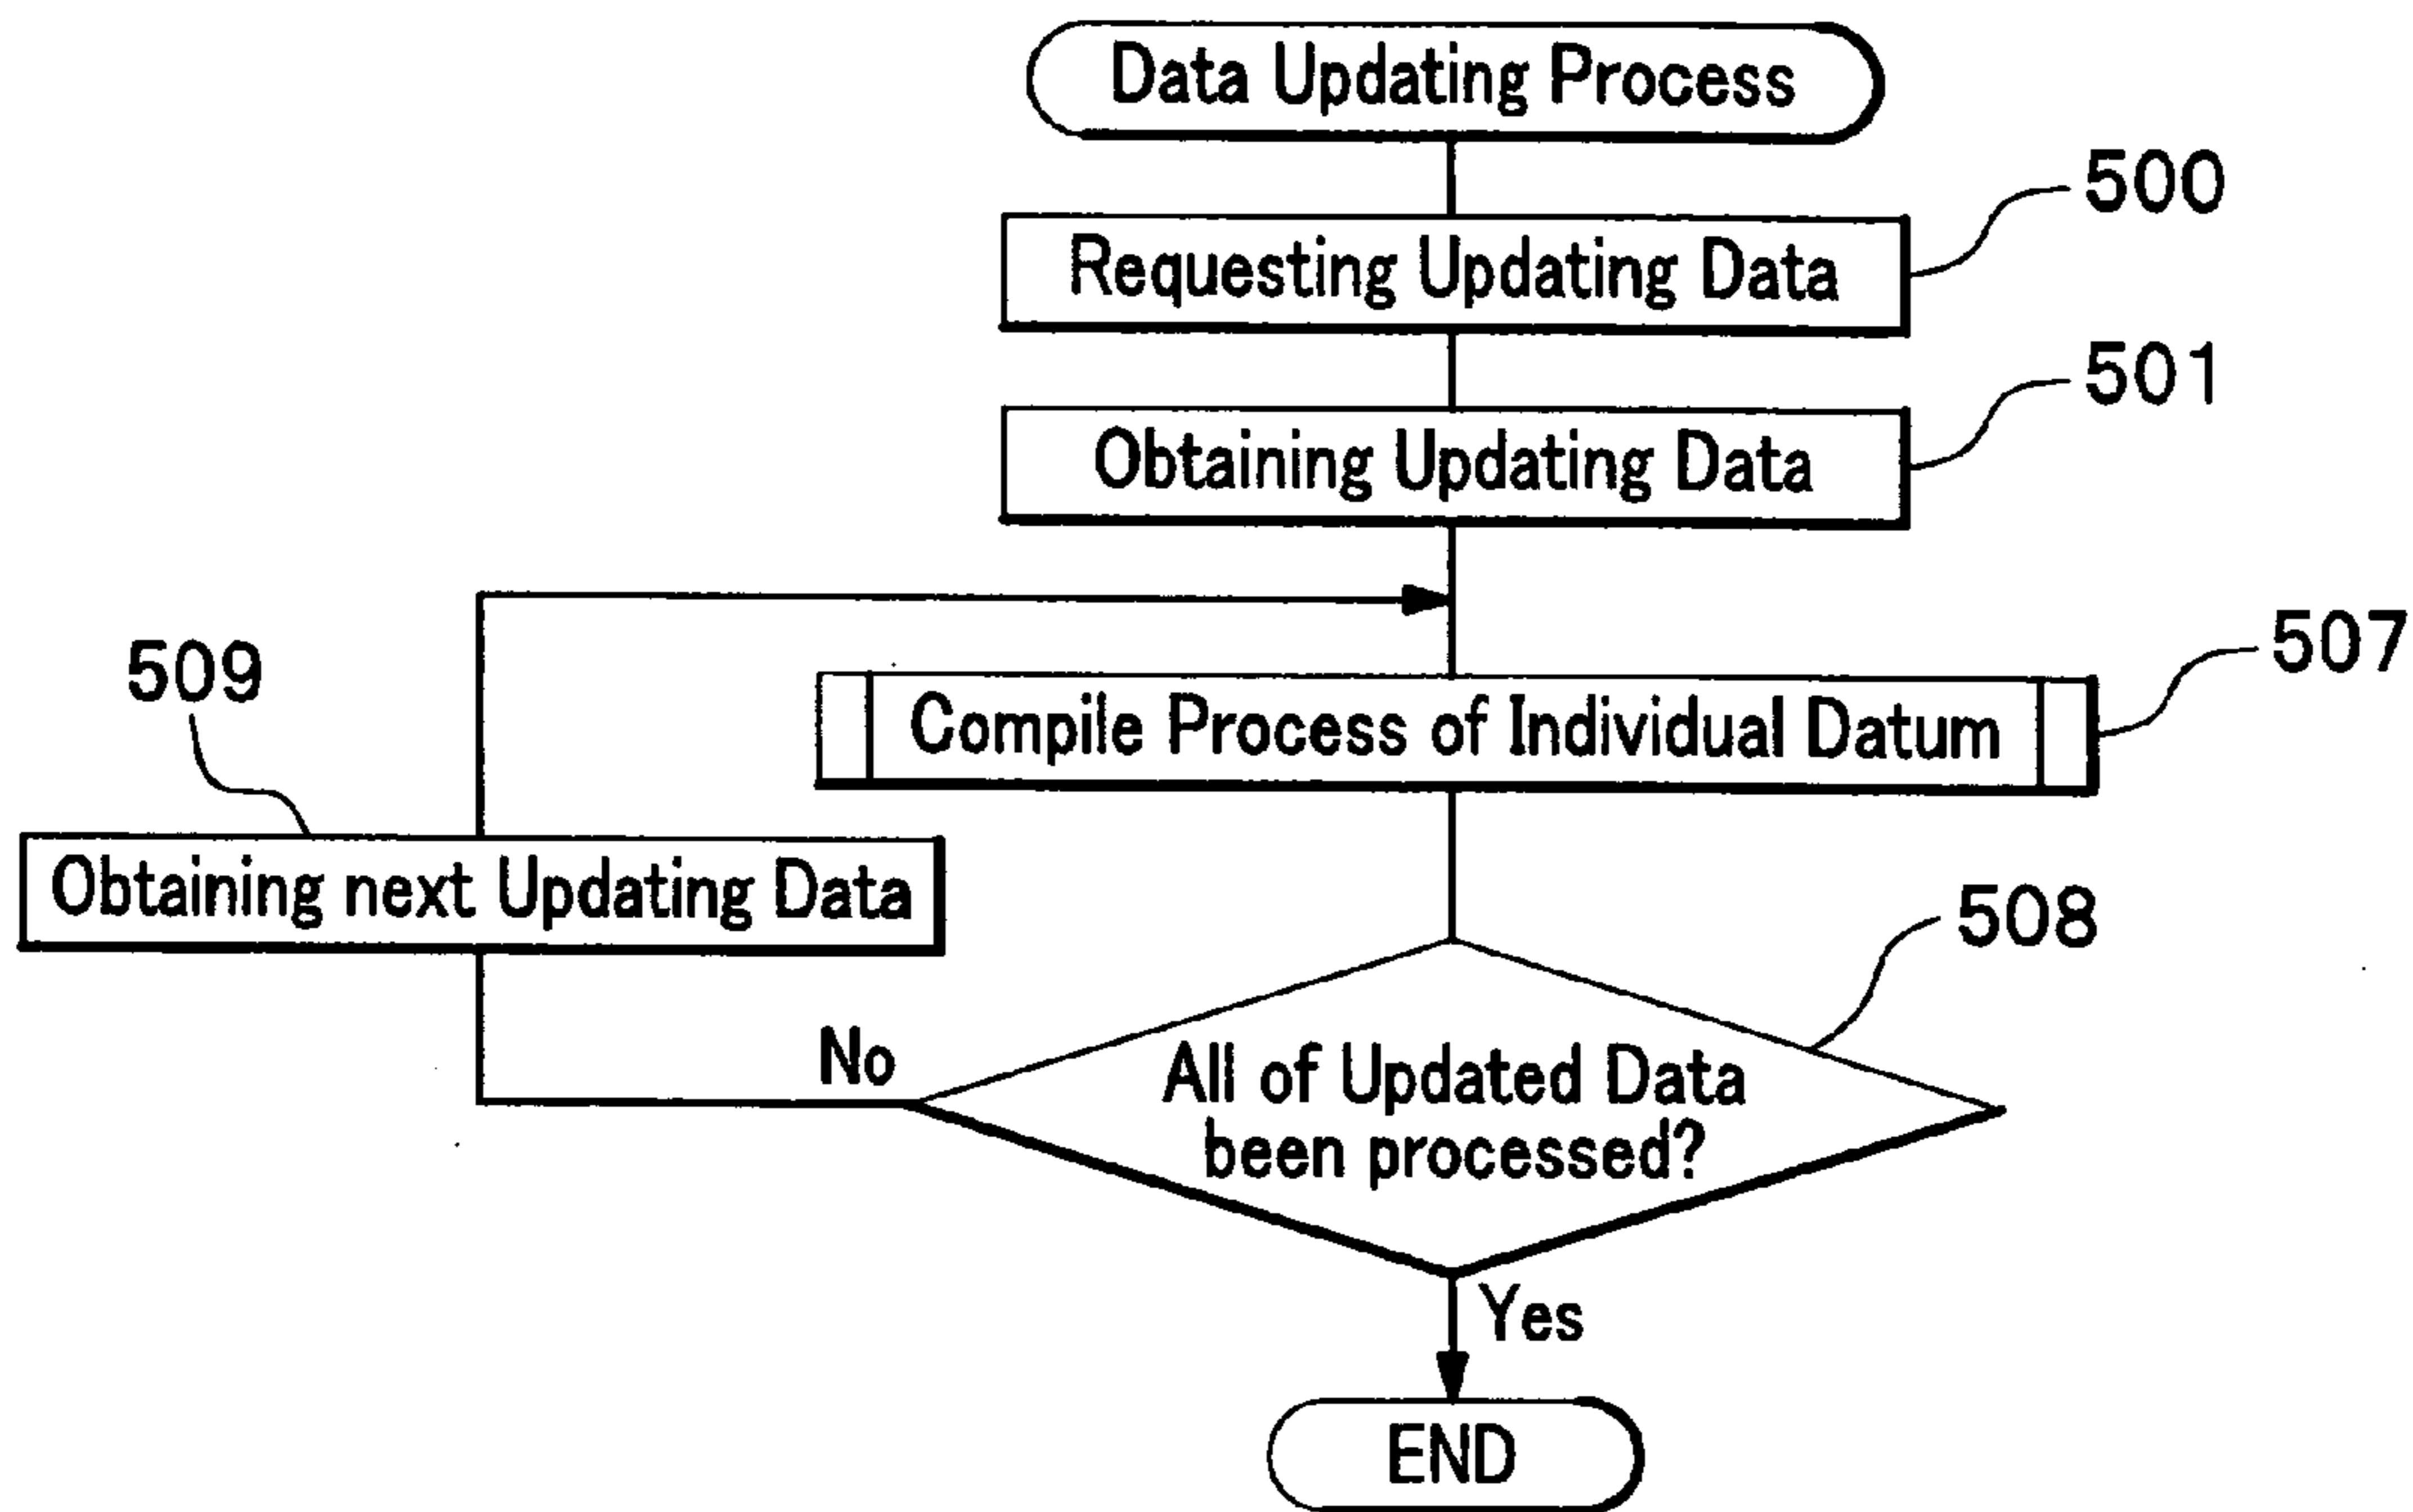 Data Updating Process
500
Requesting Updating Data
501
Obtaining Updating Data
507
509
Compile Process of Individual Datum
Obtaining next Updating Data
508
No
All of Updated Data
been processed?
Yes
END